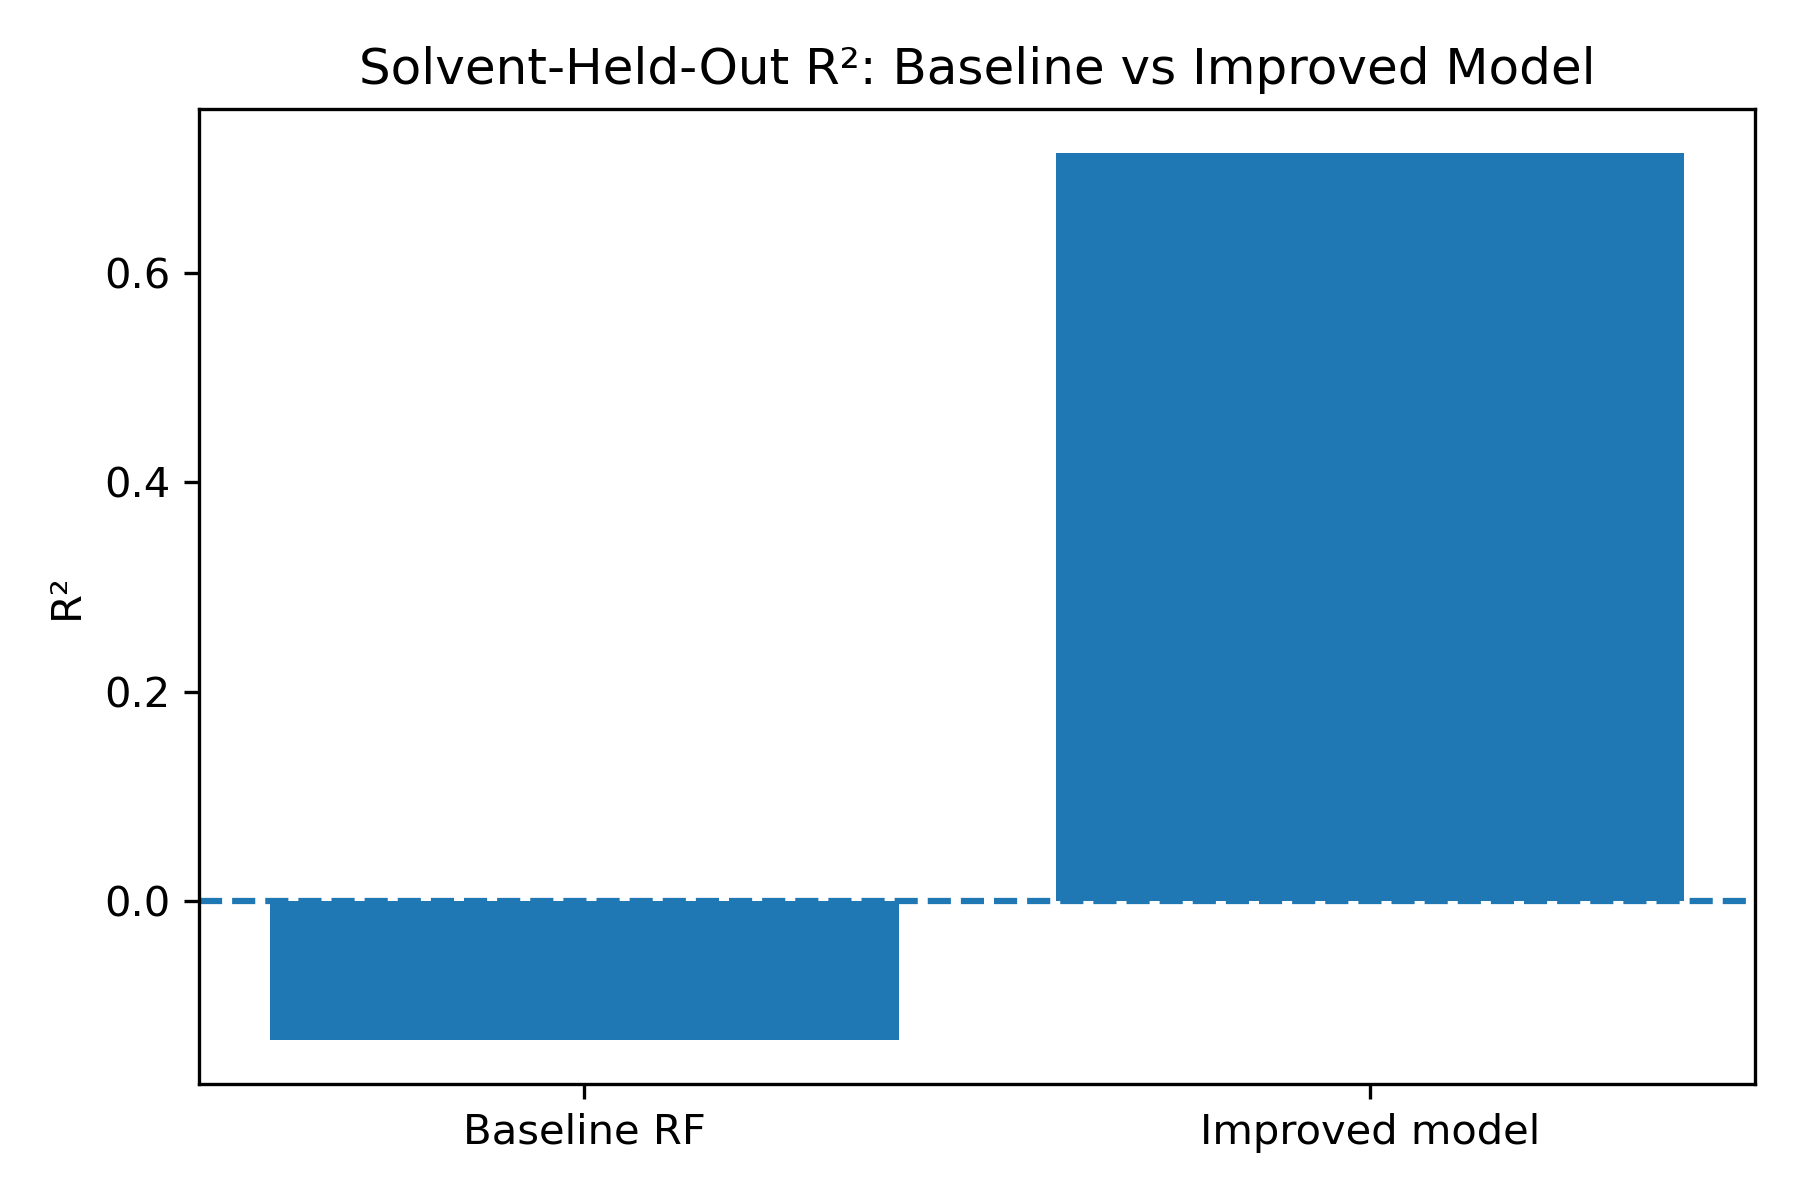 Solvent-Held-Out R²: Baseline vs Improved Model
R²
0.6
0.4
0.2
0.0
Baseline RF
Improved model